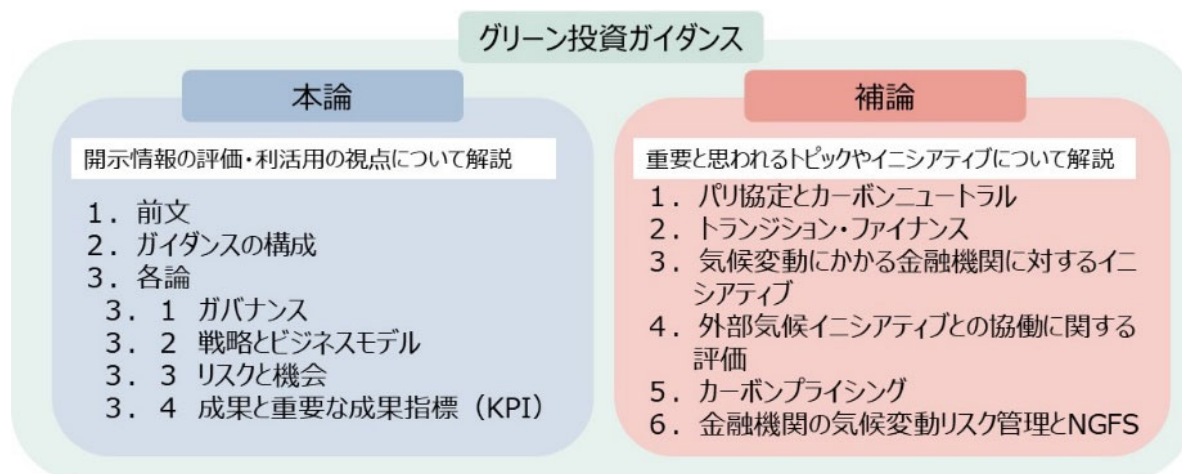 グリーン投資ガイダンス
本論
開示情報の評価・利活用の視点について解説
1．前文
2．ガイダンスの構成
3．各論
3．1 ガバナンス
3．2 戦略とビジネスモデル
3．3 リスクと機会
3．4 成果と重要な成果指標（KPI）
補論
重要と思われるトピックやイニシアティブについて解説
1．パリ協定とカーボンニュートラル
2．トランジション・ファイナンス
3．気候変動にかかる金融機関に対するイニ
シアティブ
4．外部気候イニシアティブとの協働に関する
評価
5．カーボンプライシング
6．金融機関の気候変動リスク管理とNGFS